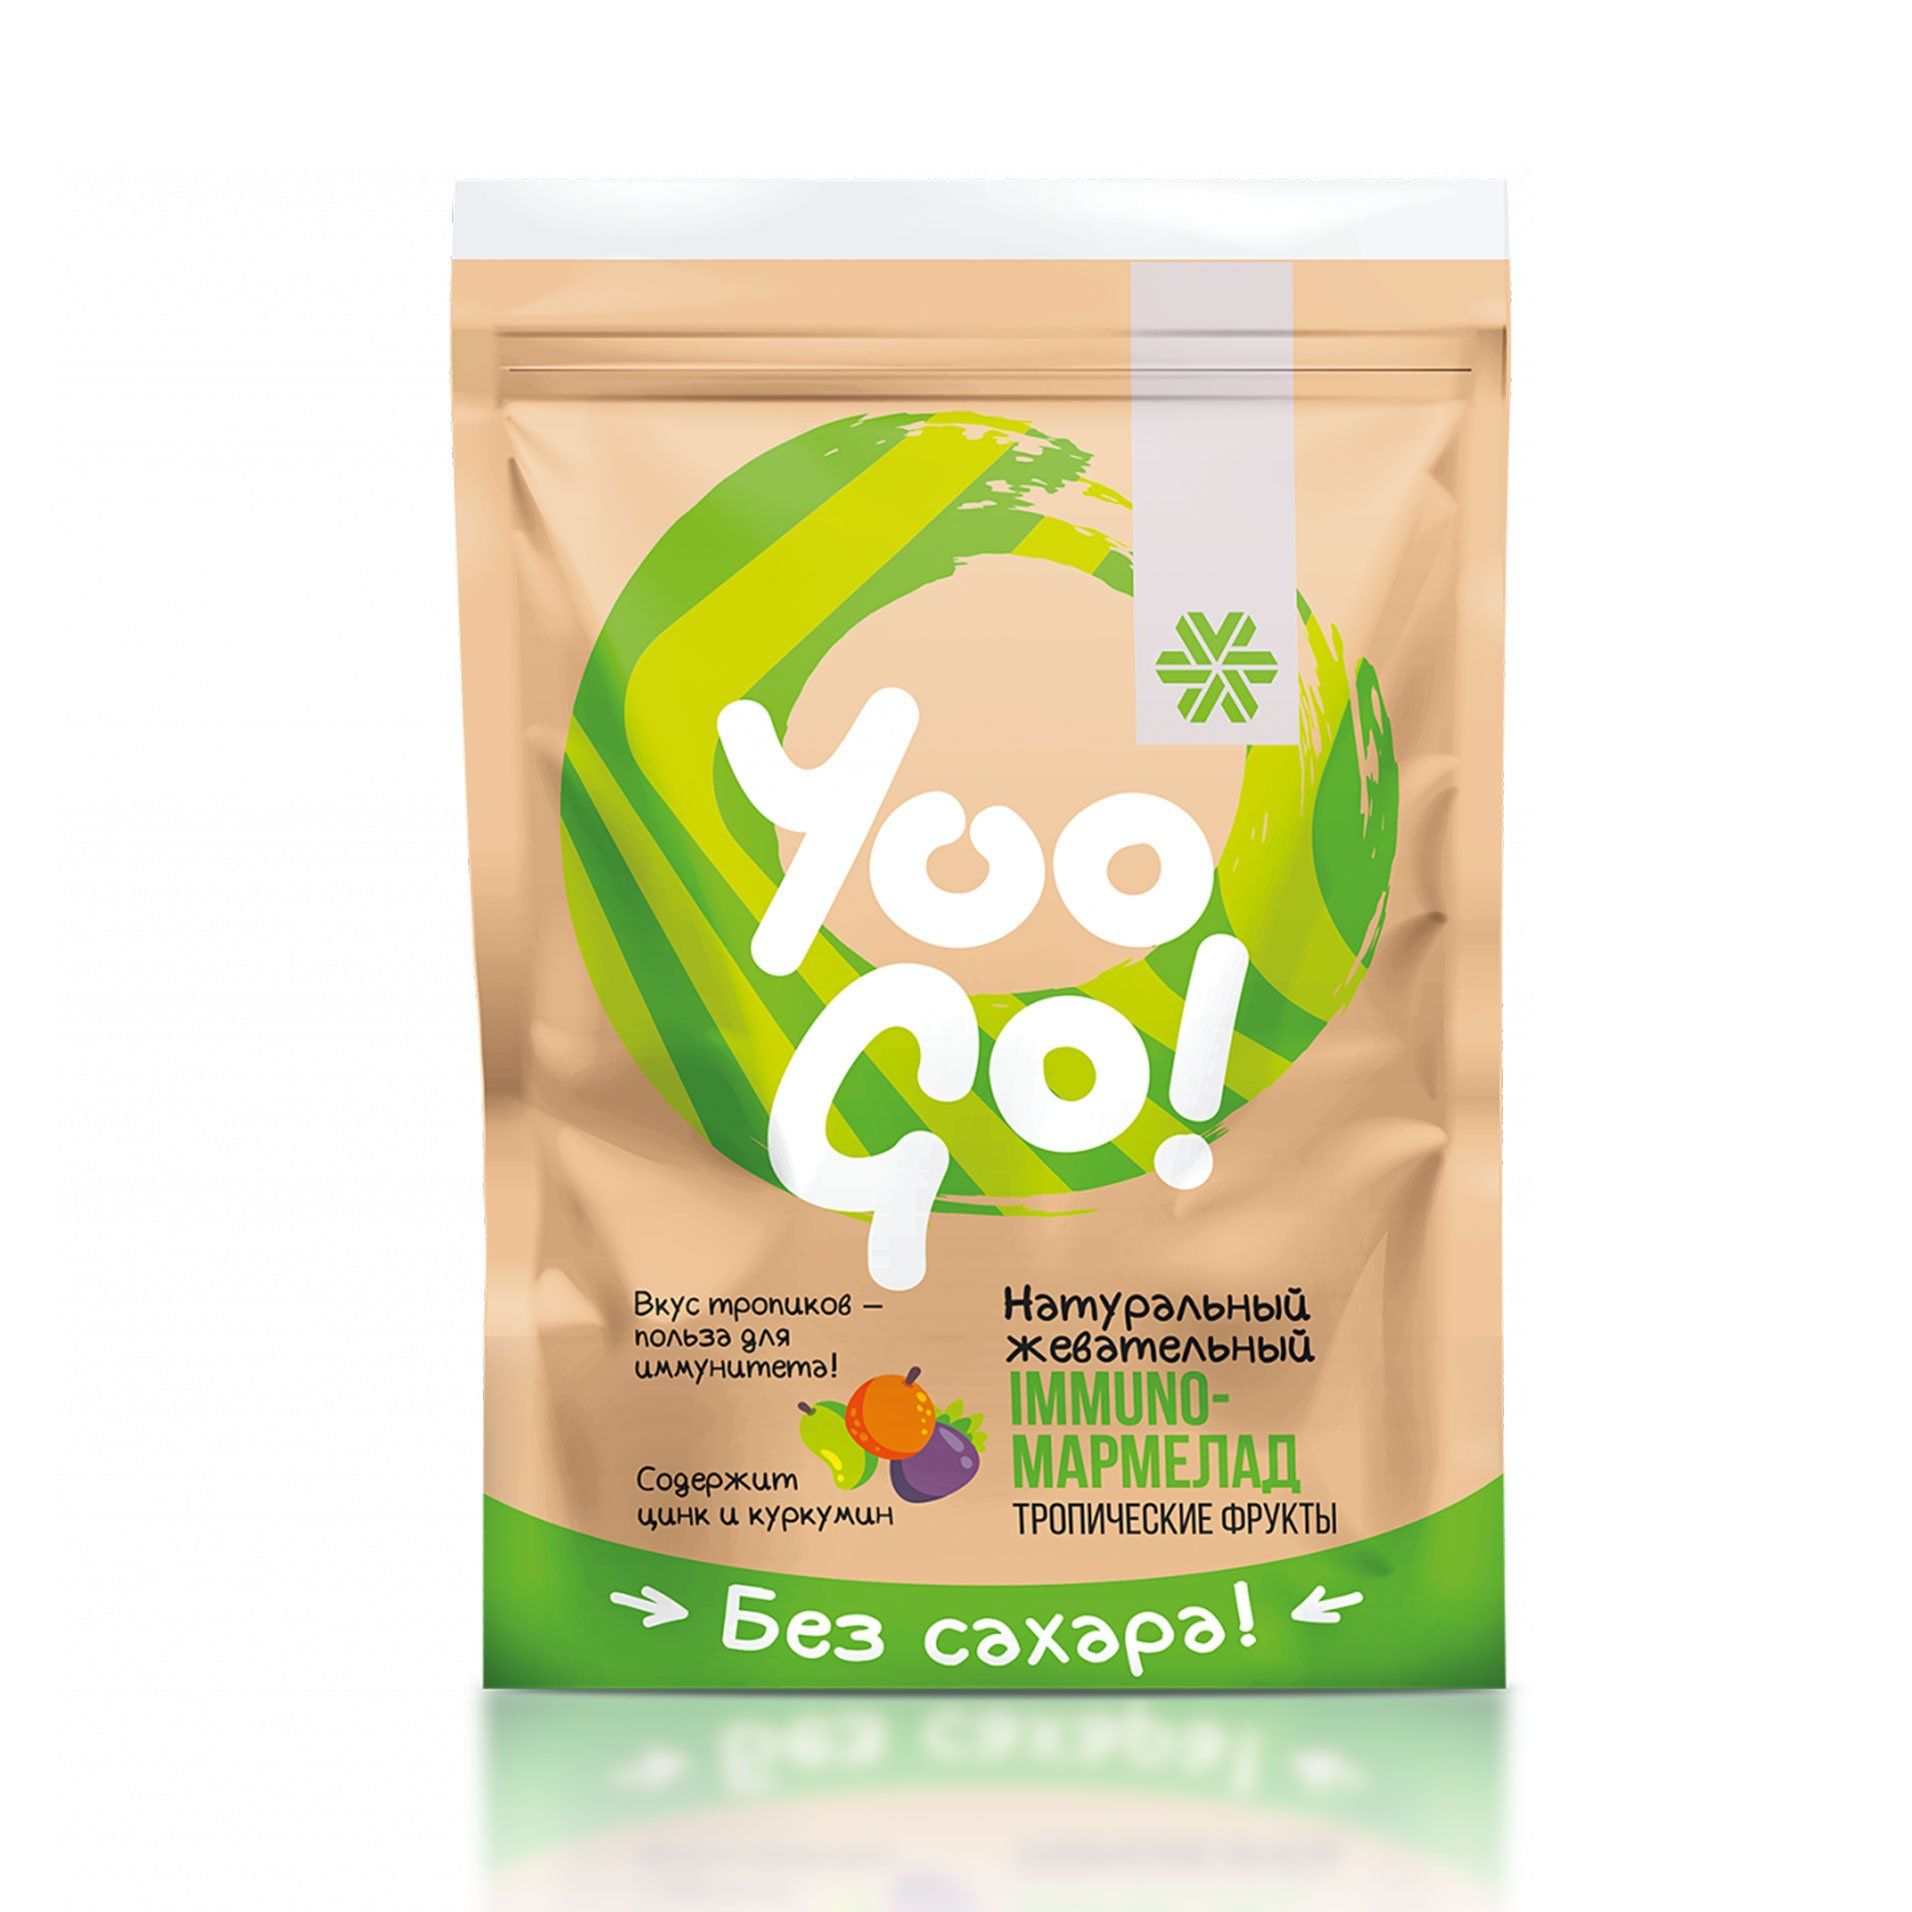 Yoo
Go!
Вкус тропиков –
польза для
иммунитета!
Содержит
цинк и куркумин
Натуральный
жевательный
IMMUNO-
МАРМЕЛАД
ТРОПИЧЕСКИЕ ФРУКТЫ
Без сахара!